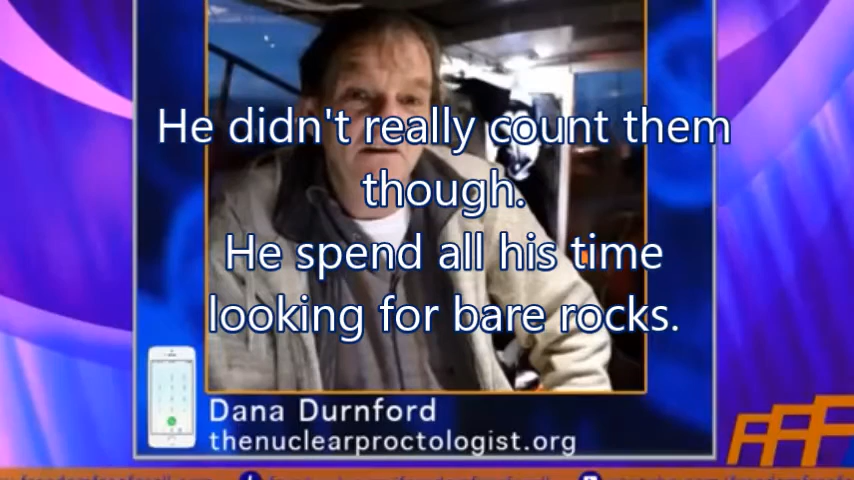 He didn't really count them
though.
He spend all his time
looking for bare rocks.
Dana Durnford
thenuclearproctologist.org
FFF